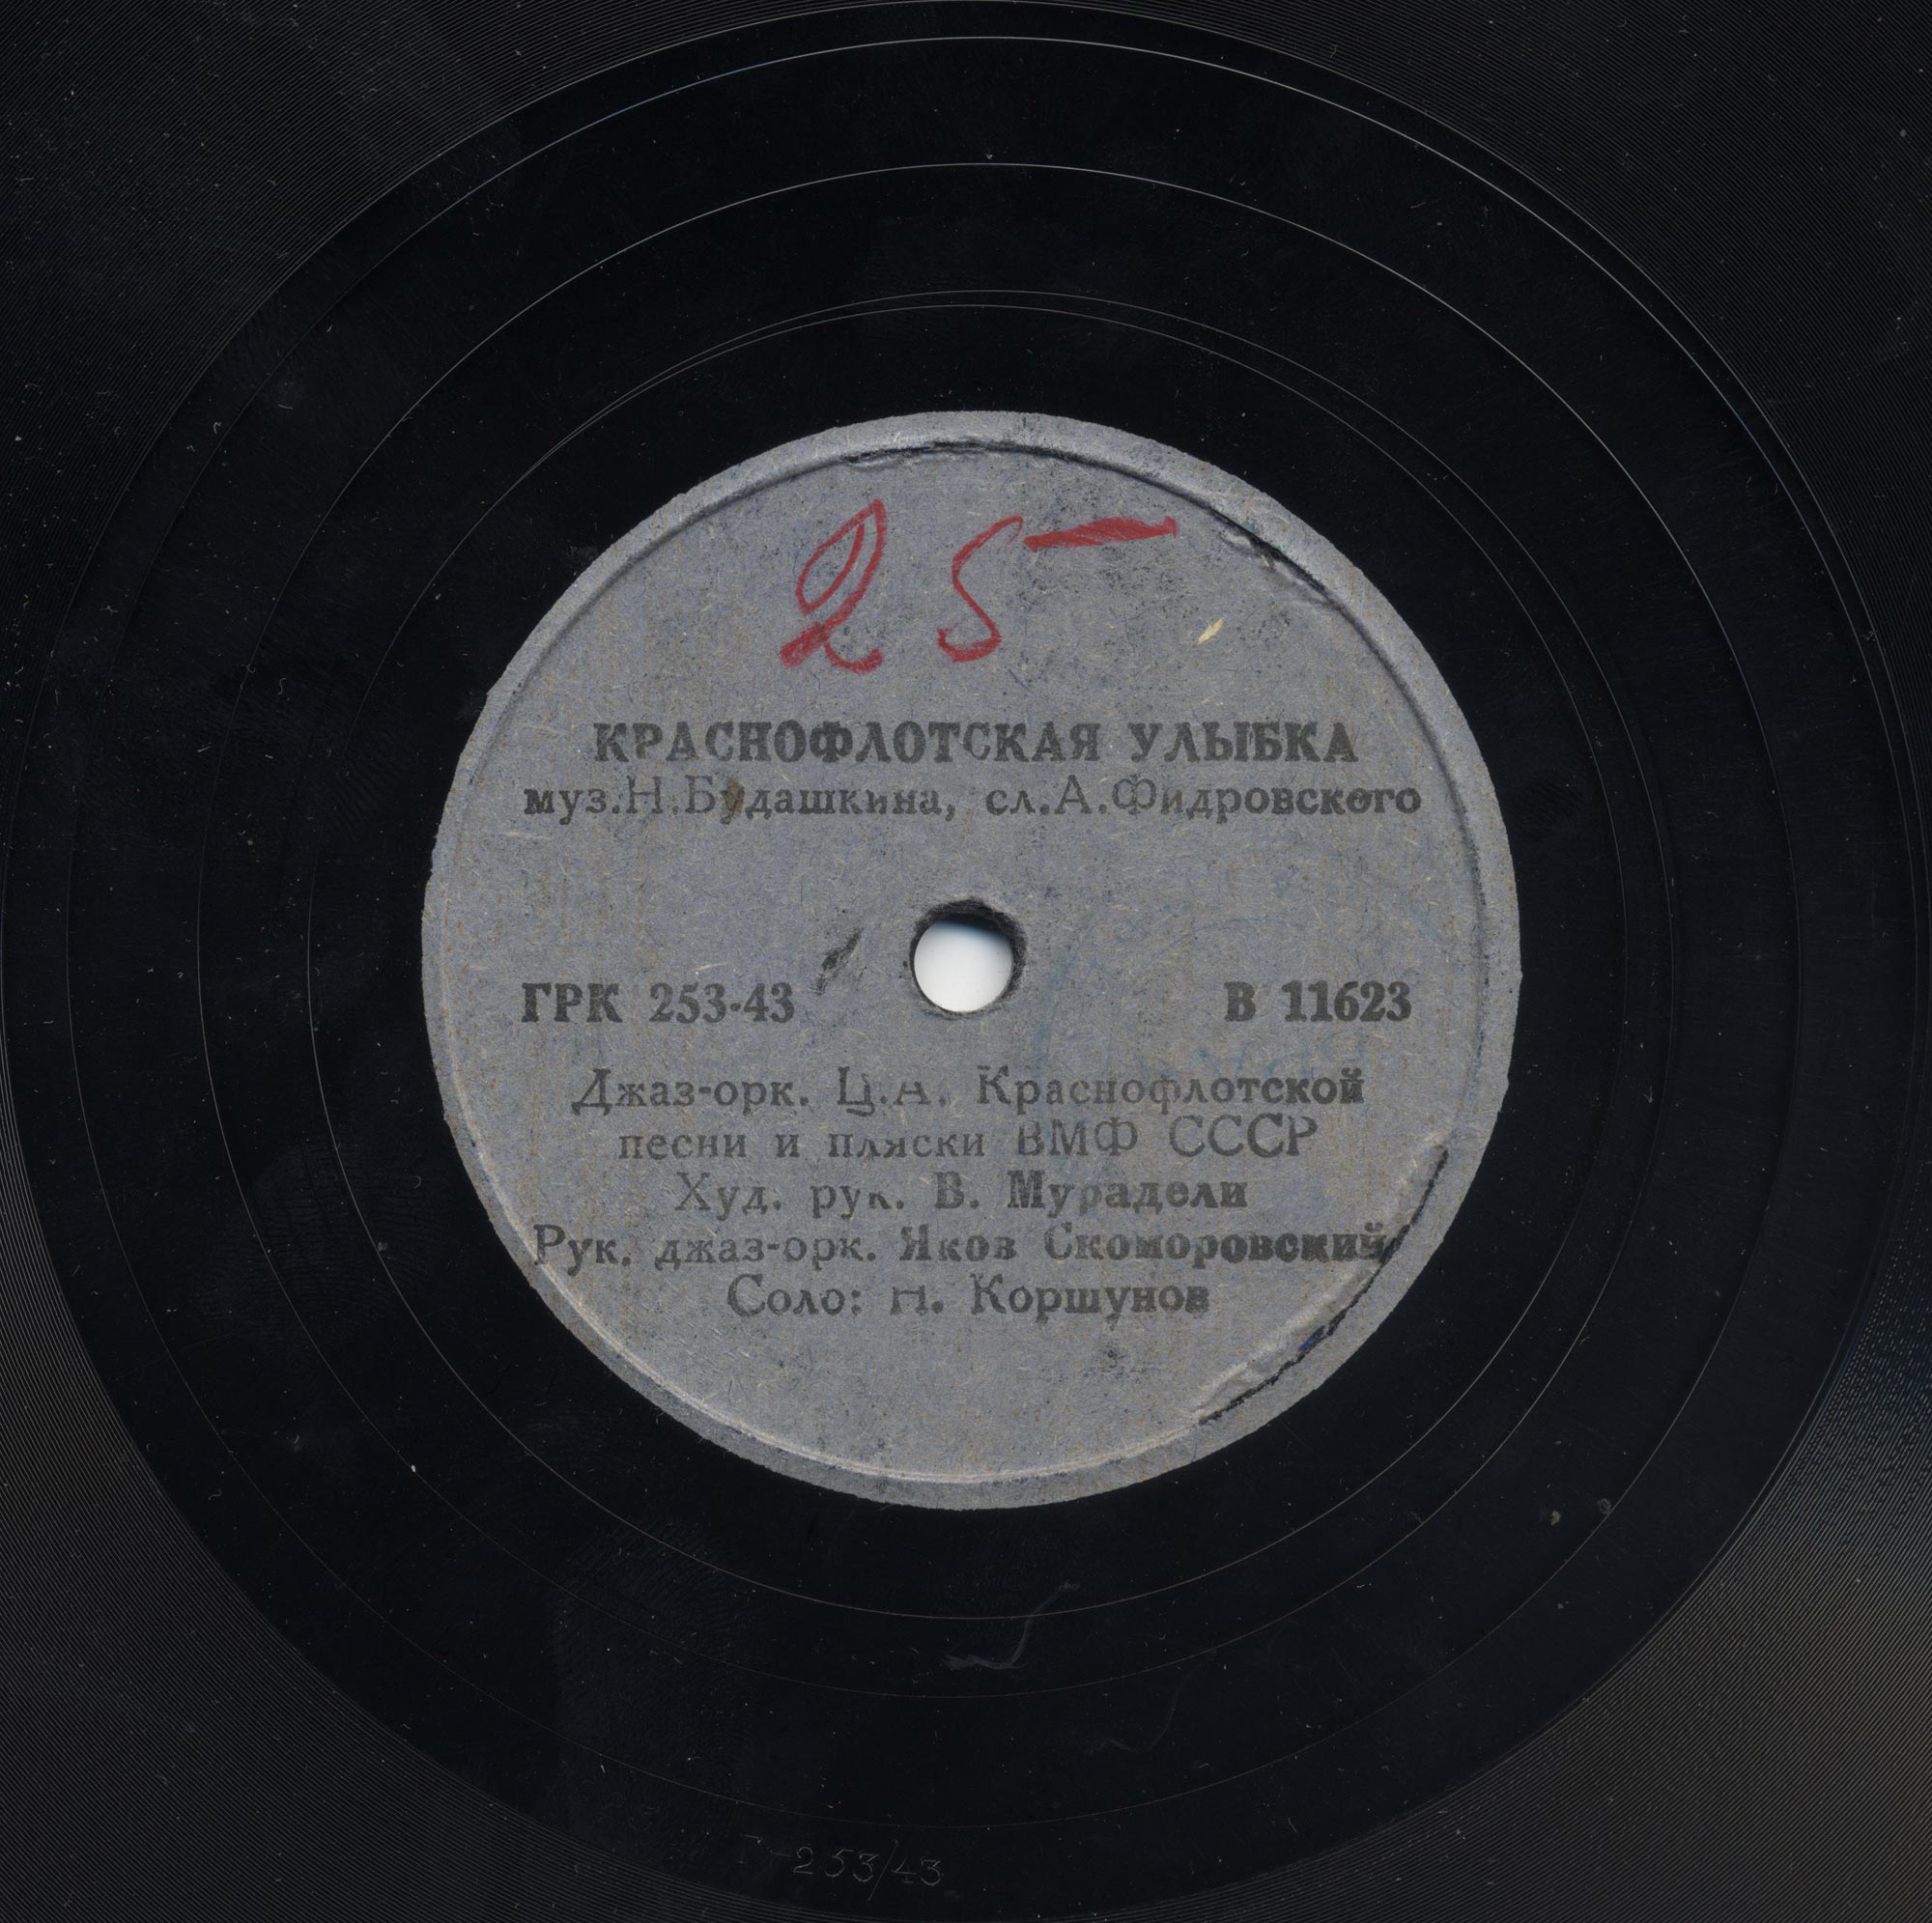 25-
КРАСНОФЛОТСКАЯ УЛЫБКА
муз.Н.Будашкина, сл.А.Фидровского
ГРК 253-43
В 11623
Джаз-орк. Ц.А. Краснофлотской
песни и пляски ВМФ СССР
Худ. рук. В. Мурадели
Рук. джаз-орк. Яков Скоморовский
Соло: Н. Коршунов
253/43